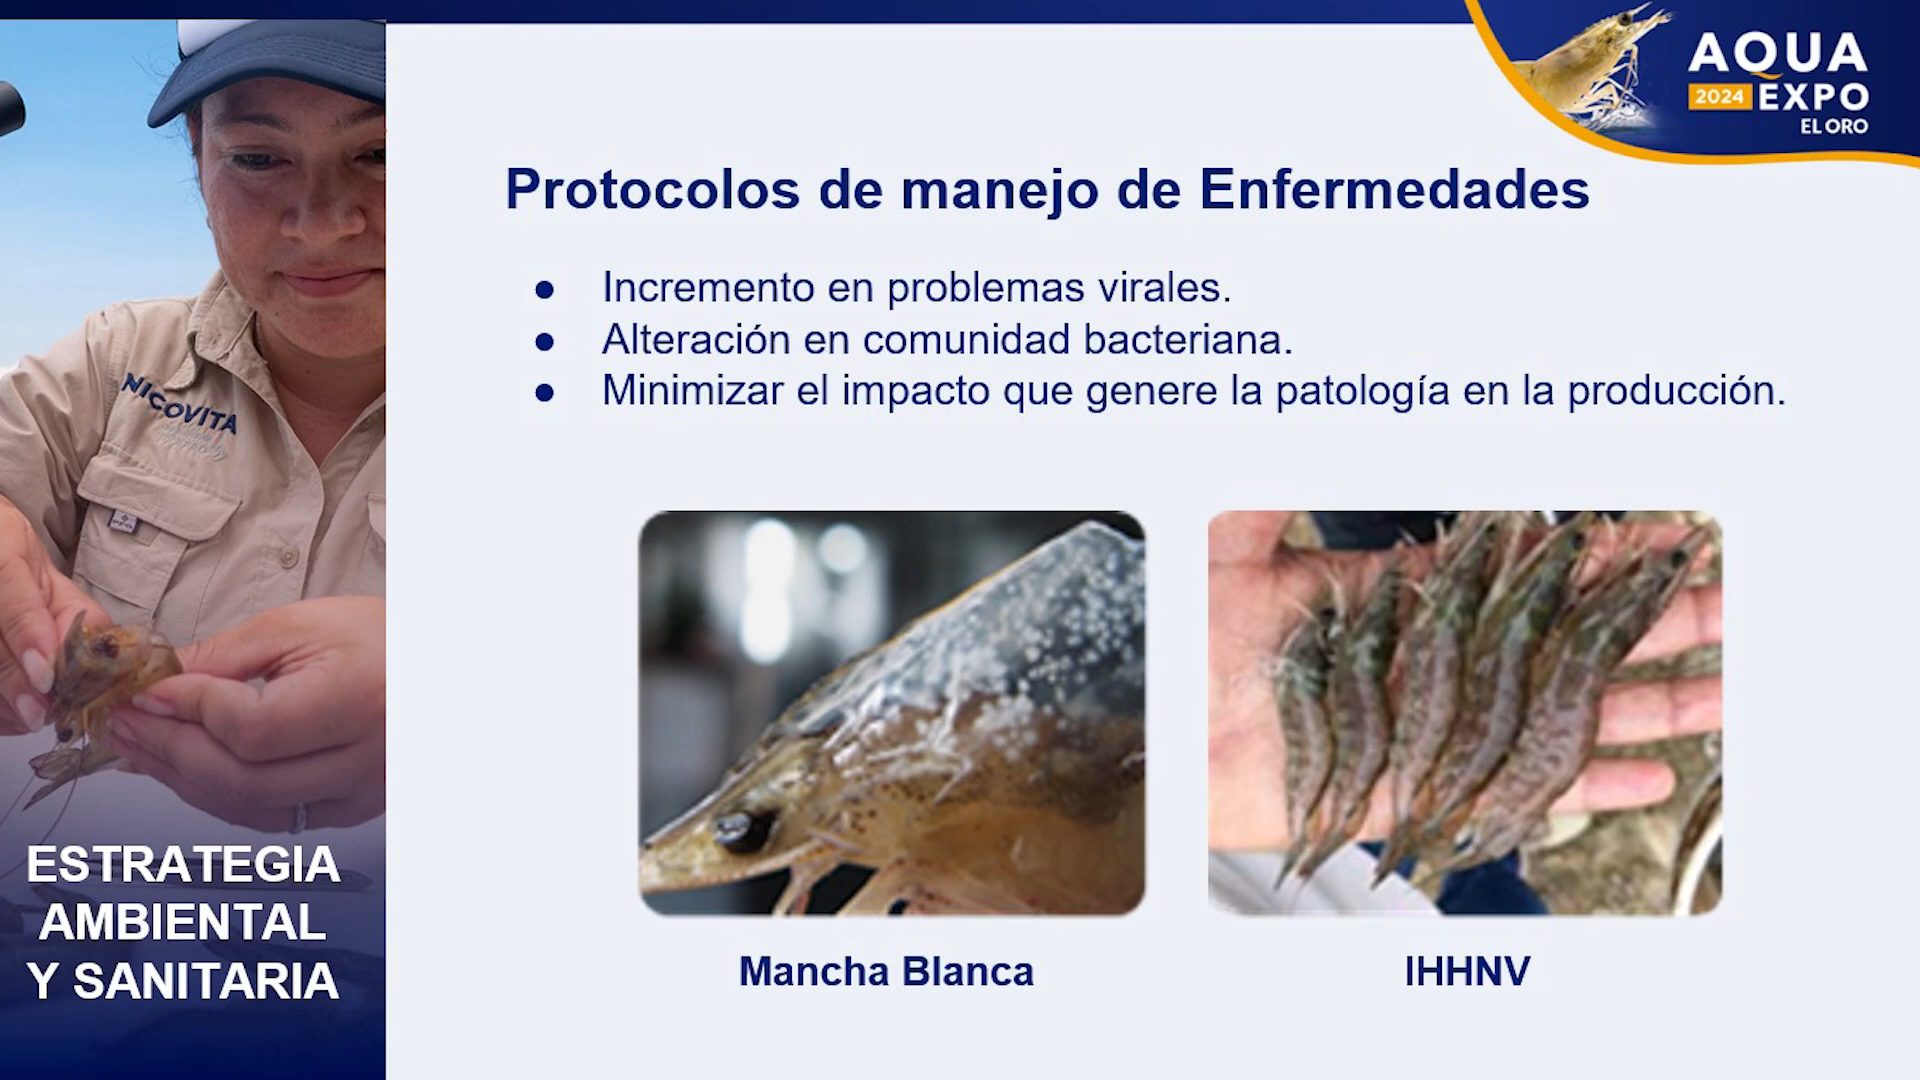 AQUA
2024 EXPO
EL ORO
Protocolos de manejo de Enfermedades
● Incremento en problemas virales.
● Alteración en comunidad bacteriana.
● Minimizar el impacto que genere la patología en la producción.
NICOVITA
ESTRATEGIA
AMBIENTAL
Y SANITARIA
Mancha Blanca
IHHNV